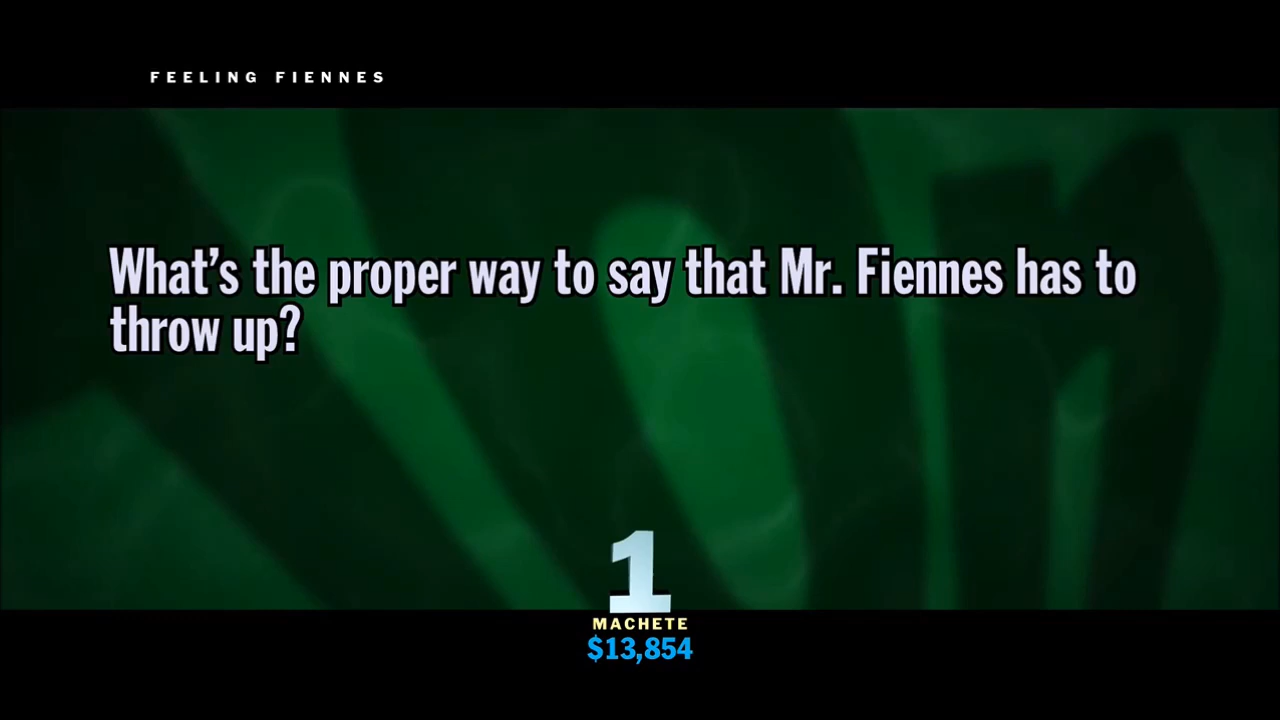 FEELING FIENNES
What's the proper way to say that Mr. Fiennes has to
throw up?
1
MACHETE
$13,854